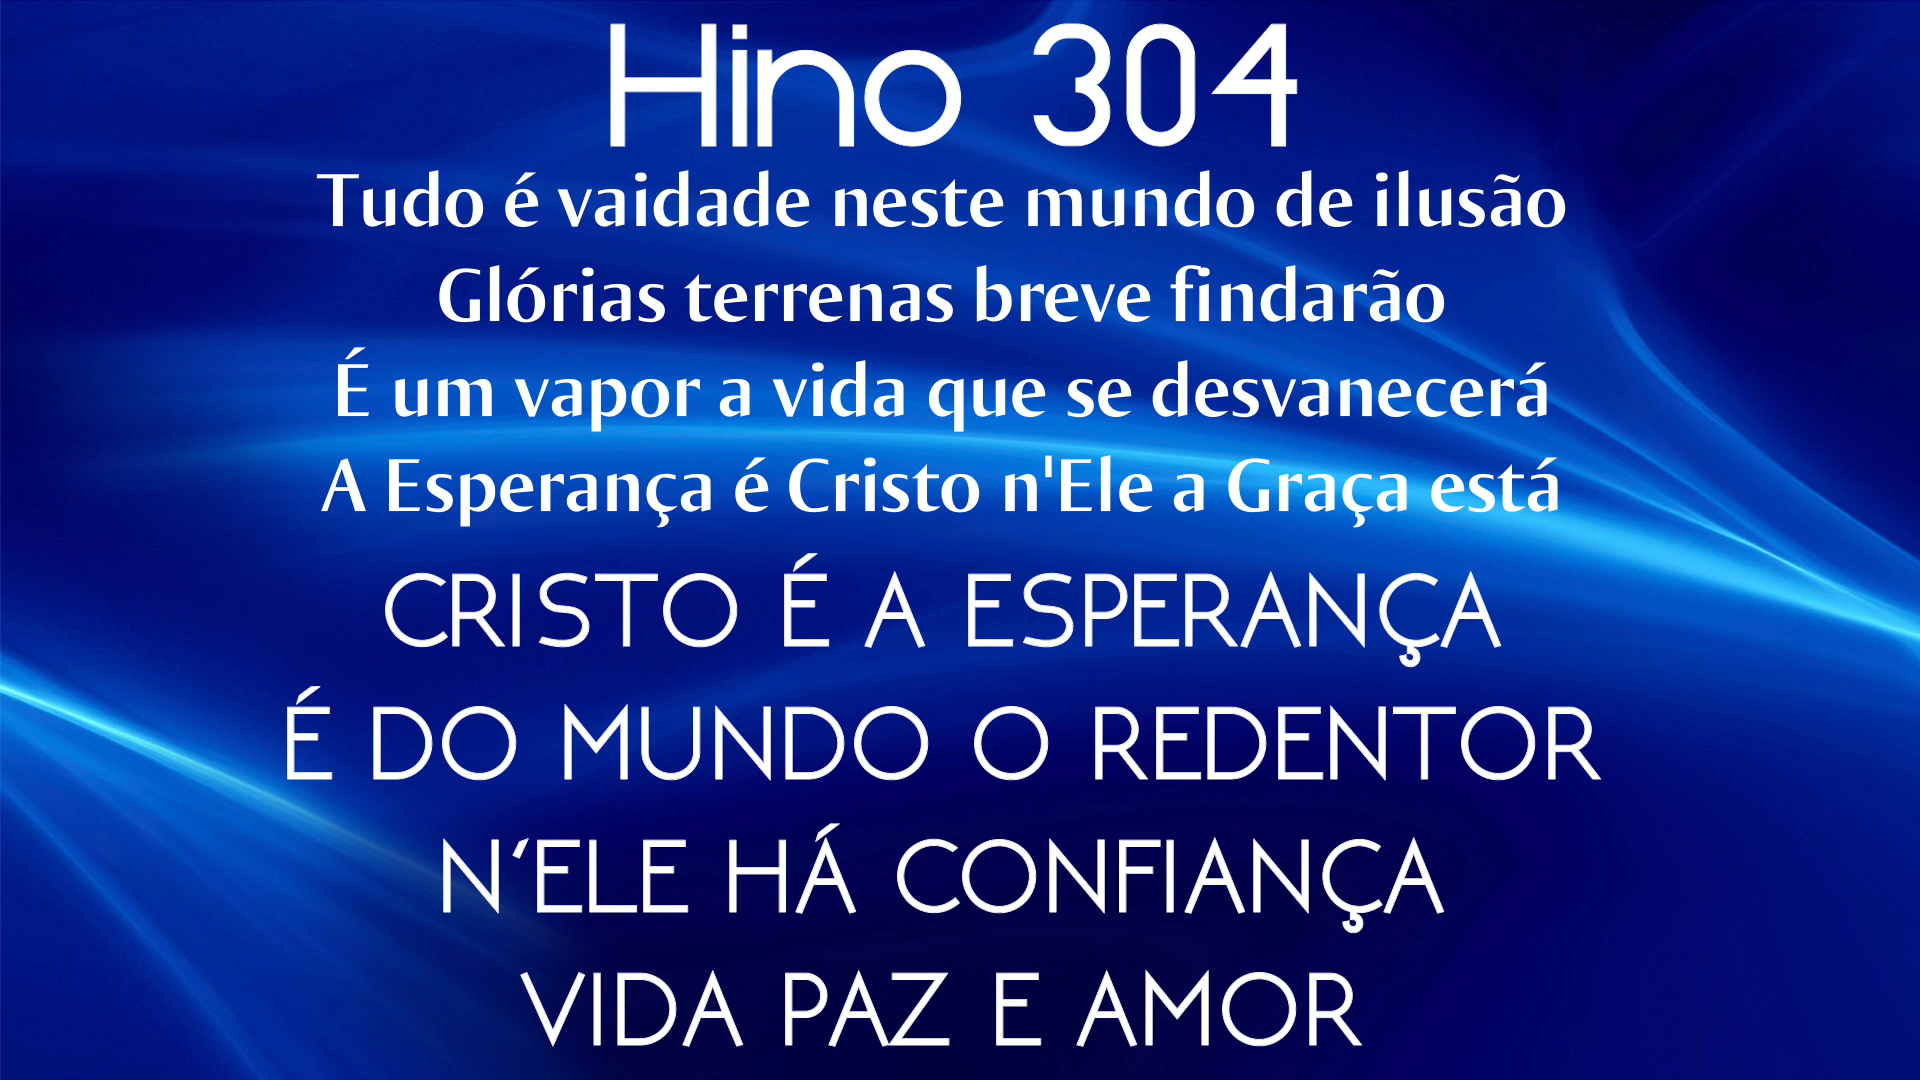 Hino 304
Tudo é vaidade neste mundo de ilusão
Glórias terrenas breve findarão
É um vapor a vida que se desvanecerá
A Esperança é Cristo n'Ele a Graça está
CRISTO É A ESPERANÇA
É DO MUNDO O REDENTOR
N‘ELE HÁ CONFIANÇA
VIDA PAZ E AMOR